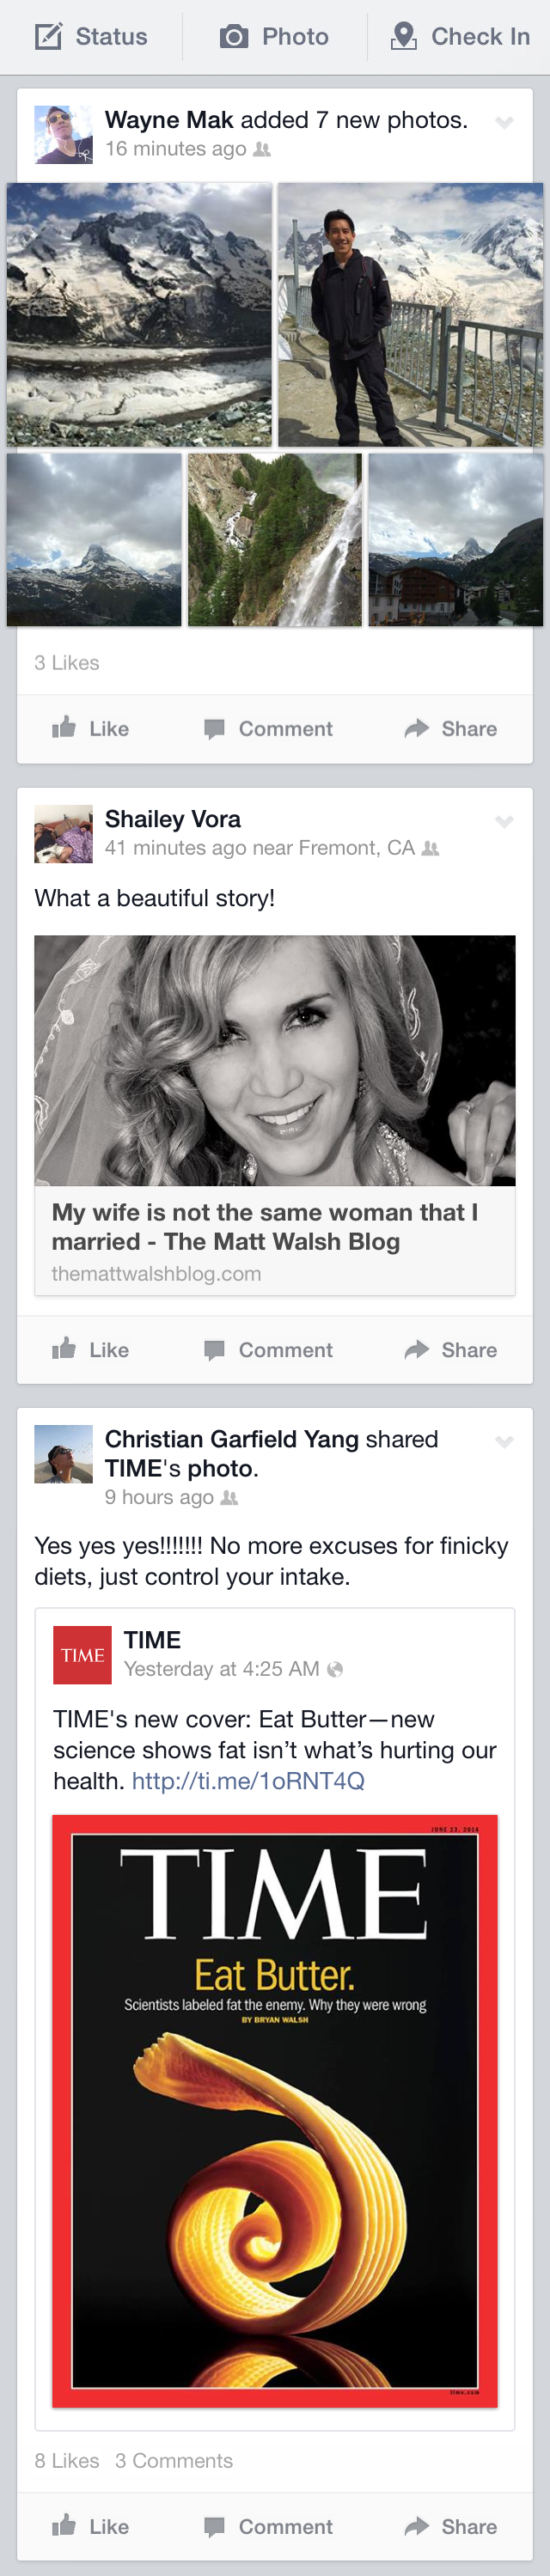 Status
Photo
Check In
Wayne Mak added 7 new photos.
16 minutes ago
3 Likes
Like
Comment
Share
Shailey Vora
41 minutes ago near Fremont, CA
What a beautiful story!
My wife is not the same woman that I
married - The Matt Walsh Blog
themattwalshblog.com
Like
Comment
Share
Christian Garfield Yang shared
TIME's photo.
9 hours ago
Yes yes yes!!!!!!! No more excuses for finicky
diets, just control your intake.
TIME
TIME
Yesterday at 4:25 AM
TIME's new cover: Eat Butter—new
science shows fat isn’t what’s hurting our
health. http://ti.me/1oRNT4Q
JUNE 23, 2014
TIME
Eat Butter.
Scientists labeled fat the enemy. Why they were wrong
BY BRYAN WALSH
time.com
8 Likes 3 Comments
Like
Comment
Share